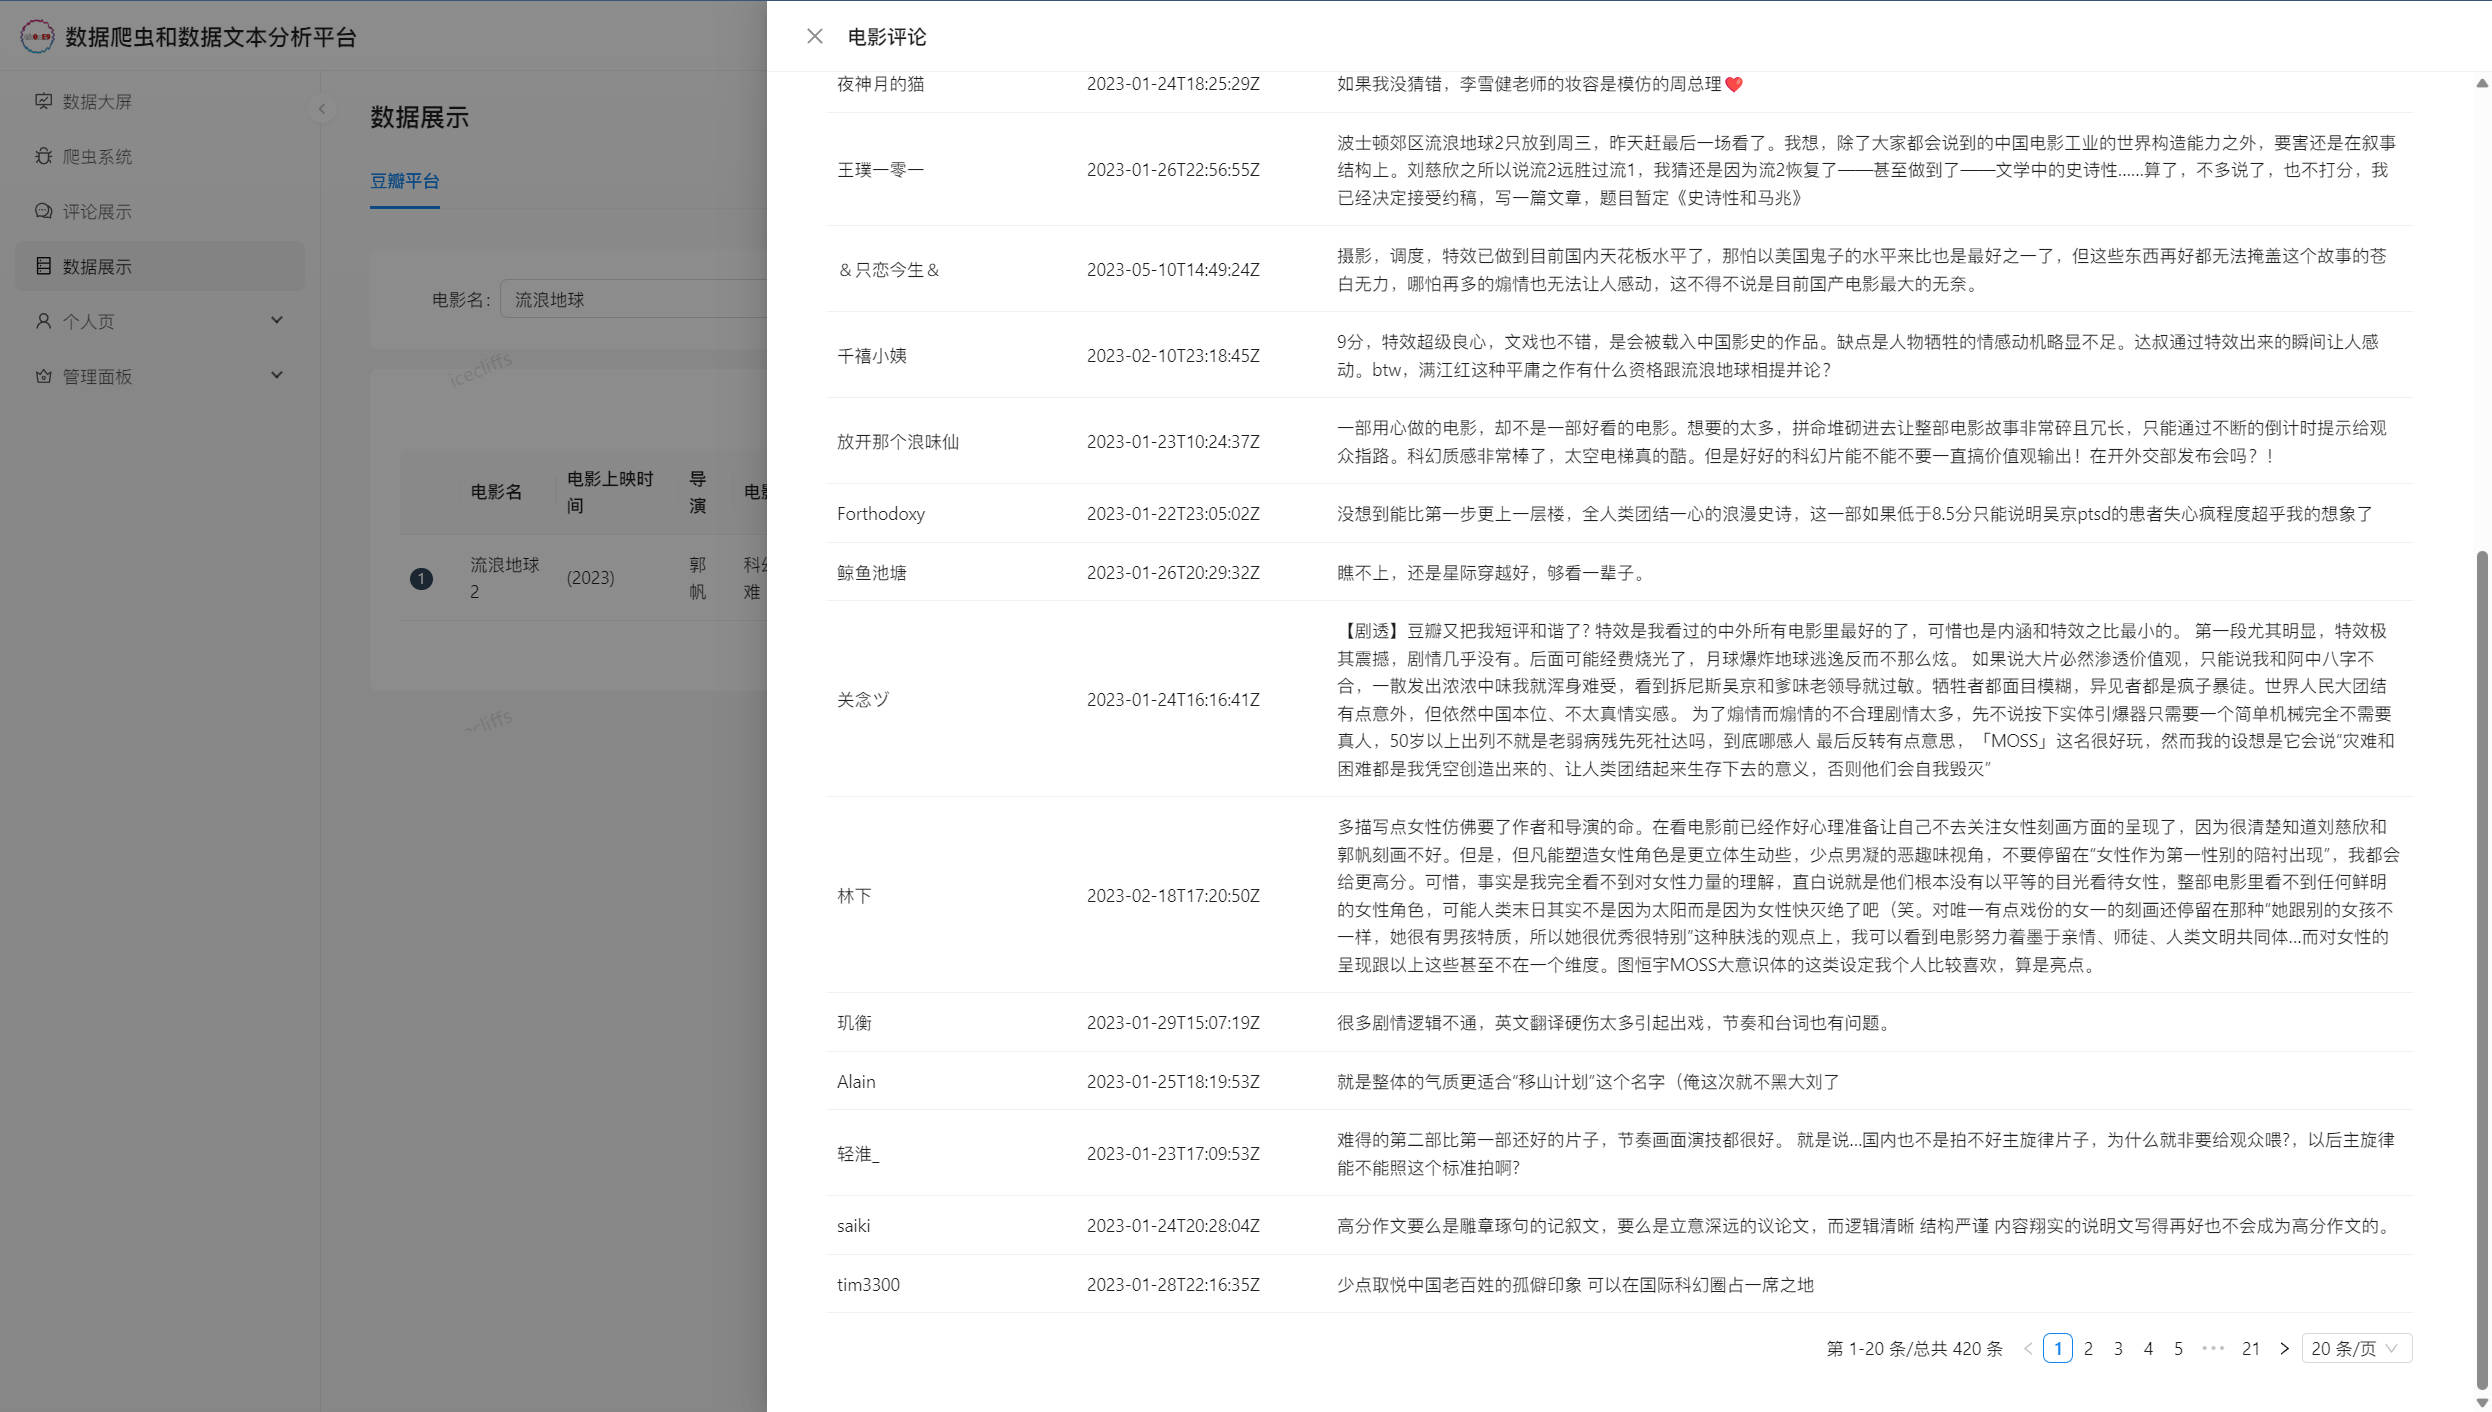 数据爬虫和数据文本分析平台
数据大屏
爬虫系统
评论展示
数据展示
个人页
管理面板
数据展示
豆瓣平台
电影名：
流浪地球
icecliffs
电影名
电影上映时
间
导
演
1
流浪地球
2
(2023)
郭
帆
难
电影评论
夜神月的猫
2023-01-24T18:25:29Z
如果我没猜错，李雪健老师的妆容是模仿的周总理❤️
王璞一零一
2023-01-26T22:56:55Z
波士顿郊区流浪地球2只放到周三，昨天赶最后一场看了。我想，除了大家都会说到的中国电影工业的世界构造能力之外，要害还是在叙事
结构上。刘慈欣之所以说流2远胜过流1，我猜还是因为流2恢复了——甚至做到了——文学中的史诗性……算了，不多说了，也不打分，我
已经决定接受约稿，写一篇文章，题目暂定《史诗性和马兆》
＆只恋今生＆
2023-05-10T14:49:24Z
摄影，调度，特效已做到目前国内天花板水平了，那怕以美国鬼子的水平来比也是最好之一了，但这些东西再好都无法掩盖这个故事的苍
白无力，哪怕再多的煽情也无法让人感动，这不得不说是目前国产电影最大的无奈。
千禧小姨
2023-02-10T23:18:45Z
9分，特效超级良心，文戏也不错，是会被载入中国影史的作品。缺点是人物牺牲的情感动机略显不足。达叔通过特效出来的瞬间让人感
动。btw，满江红这种平庸之作有什么资格跟流浪地球相提并论？
放开那个浪味仙
2023-01-23T10:24:37Z
一部用心做的电影，却不是一部好看的电影。想要的太多，拼命堆砌进去让整部电影故事非常碎且冗长，只能通过不断的倒计时提示给观
众指路。科幻质感非常棒了，太空电梯真的酷。但是好好的科幻片能不能不要一直搞价值观输出！在开外交部发布会吗？！
Forthodoxy
2023-01-22T23:05:02Z
没想到能比第一步更上一层楼，全人类团结一心的浪漫史诗，这一部如果低于8.5分只能说明吴京ptsd的患者失心疯程度超乎我的想象了
鲸鱼池塘
2023-01-26T20:29:32Z
瞧不上，还是星际穿越好，够看一辈子。
关念ヅ
2023-01-24T16:16:41Z
【剧透】豆瓣又把我短评和谐了? 特效是我看过的中外所有电影里最好的了，可惜也是内涵和特效之比最小的。 第一段尤其明显，特效极
其震撼，剧情几乎没有。后面可能经费烧光了，月球爆炸地球逃逸反而不那么炫。 如果说大片必然渗透价值观，只能说我和阿中八字不
合，一散发出浓浓中味我就浑身难受，看到拆尼斯吴京和爹味老领导就过敏。牺牲者都面目模糊，异见者都是疯子暴徒。世界人民大团结
有点意外，但依然中国本位、不太真情实感。 为了煽情而煽情的不合理剧情太多，先不说按下实体引爆器只需要一个简单机械完全不需要
真人，50岁以上出列不就是老弱病残先死社达吗，到底哪感人 最后反转有点意思，「MOSS」这名很好玩，然而我的设想是它会说“灾难和
困难都是我凭空创造出来的、让人类团结起来生存下去的意义，否则他们会自我毁灭”
林下
2023-02-18T17:20:50Z
多描写点女性仿佛要了作者和导演的命。在看电影前已经作好心理准备让自己不去关注女性刻画方面的呈现了，因为很清楚知道刘慈欣和
郭帆刻画不好。但是，但凡能塑造女性角色是更立体生动些，少点男凝的恶趣味视角，不要停留在“女性作为第一性别的陪衬出现”，我都会
给更高分。可惜，事实是我完全看不到对女性力量的理解，直白说就是他们根本没有以平等的目光看待女性，整部电影里看不到任何鲜明
的女性角色，可能人类末日其实不是因为太阳而是因为女性快灭绝了吧（笑。对唯一有点戏份的女一的刻画还停留在那种“她跟别的女孩不
一样，她很有男孩特质，所以她很优秀很特别”这种肤浅的观点上，我可以看到电影努力着墨于亲情、师徒、人类文明共同体…而对女性的
呈现跟以上这些甚至不在一个维度。图恒宇MOSS大意识体的这类设定我个人比较喜欢，算是亮点。
玑衡
2023-01-29T15:07:19Z
很多剧情逻辑不通，英文翻译硬伤太多引起出戏，节奏和台词也有问题。
Alain
2023-01-25T18:19:53Z
就是整体的气质更适合“移山计划”这个名字（俺这次就不黑大刘了
轻淮_
2023-01-23T17:09:53Z
难得的第二部比第一部还好的片子，节奏画面演技都很好。 就是说…国内也不是拍不好主旋律片子，为什么就非要给观众喂?，以后主旋律
能不能照这个标准拍啊?
saiki
2023-01-24T20:28:04Z
高分作文要么是雕章琢句的记叙文，要么是立意深远的议论文，而逻辑清晰 结构严谨 内容翔实的说明文写得再好也不会成为高分作文的。
tim3300
2023-01-28T22:16:35Z
少点取悦中国老百姓的孤僻印象 可以在国际科幻圈占一席之地
第 1-20 条/总共 420 条
1 2 3 4 5 ••• 21
20 条/页